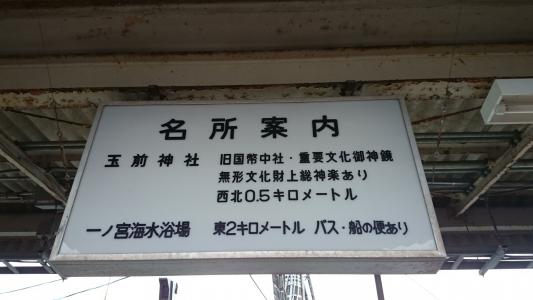 名所案内
玉前神社 旧国幣中社・重要文化御神鏡
無形文化財上総神楽あり
西北0.5キロメートル
一ノ宮海水浴場 東2キロメートル バス・船の便あり